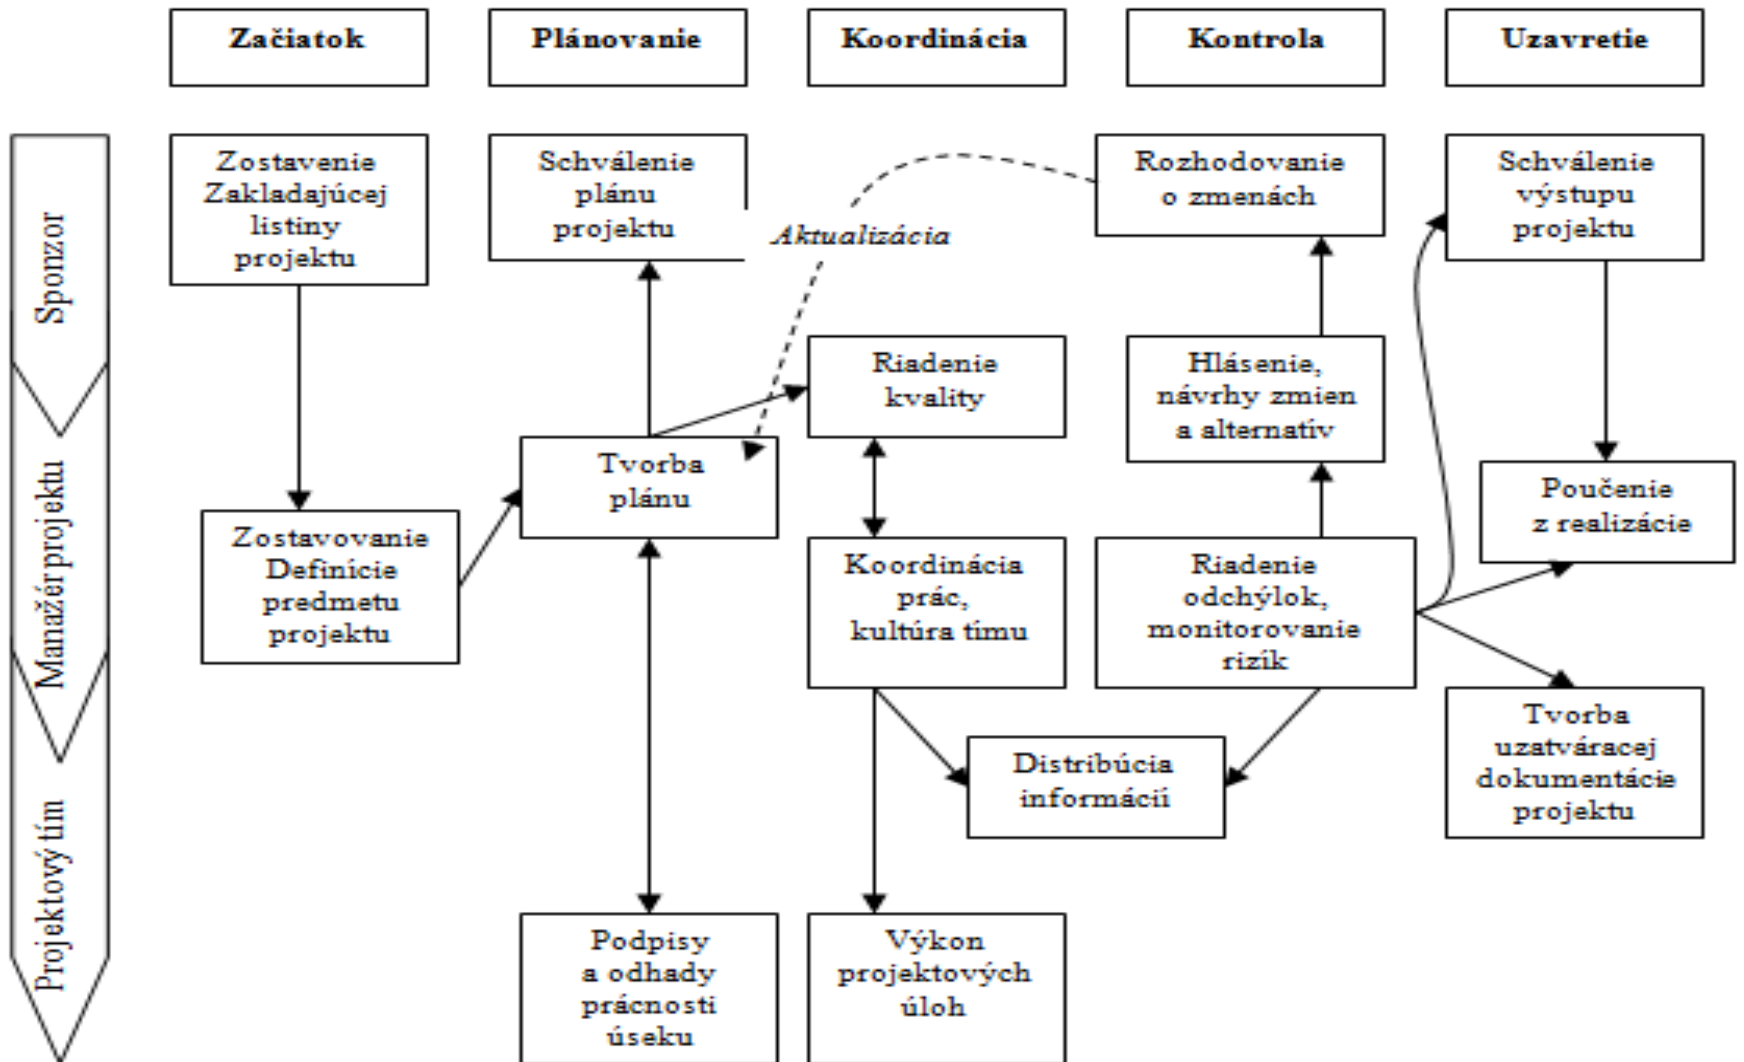 Začiatok
Plánovanie
Koordinácia
Kontrola
Uzavretie
Sponzor
Manažér projektu
Projektový tím
Zostavenie
Zakladajúcej
listiny
projektu
Schválenie
plánu
projektu
Aktualizácia
Rozhodovanie
o zmenách
Schválenie
výstupu
projektu
Riadenie
kvality
Hlásenie,
návrhy zmien
a alternatív
Tvorba
plánu
Poučenie
z realizácie
Zostavovanie
Definície
predmetu
projektu
Koordinácia
prác,
kultúra tímu
Riadenie
odchýlok,
monitorovanie
rizík
Distribúcia
informácií
Tvorba
uzatváracej
dokumentácie
projektu
Podpisy
a odhady
prácnosti
úseku
Výkon
projektových
úloh